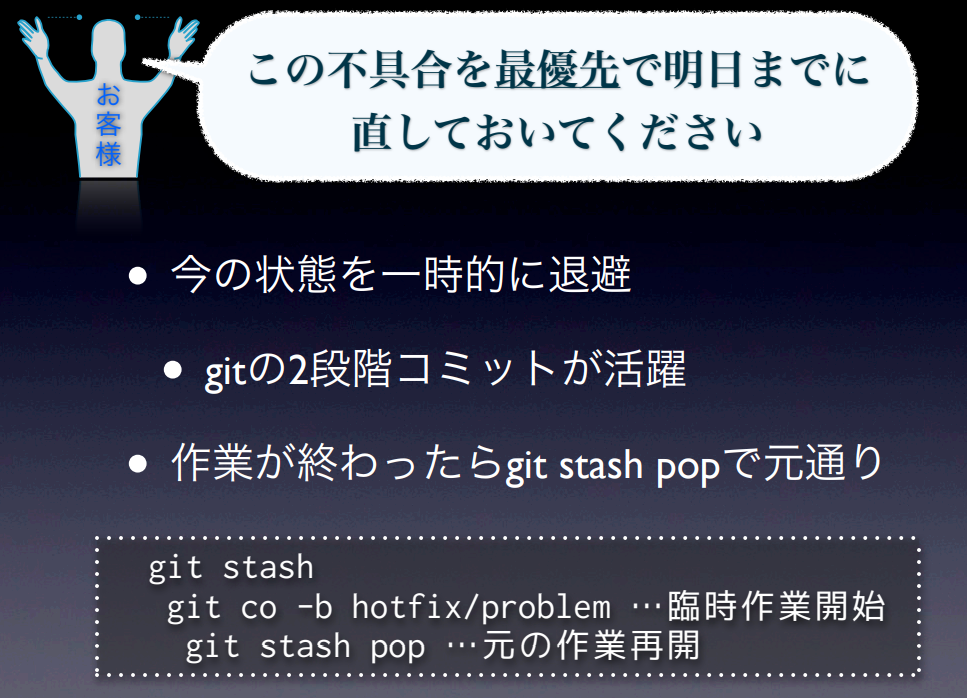 お客様
この不具合を最優先で明日までに
直しておいてください
• 今の状態を一時的に退避
• gitの2段階コミットが活躍
• 作業が終わったらgit stash popで元通り
git stash
git co -b hotfix/problem …臨時作業開始
git stash pop …元の作業再開